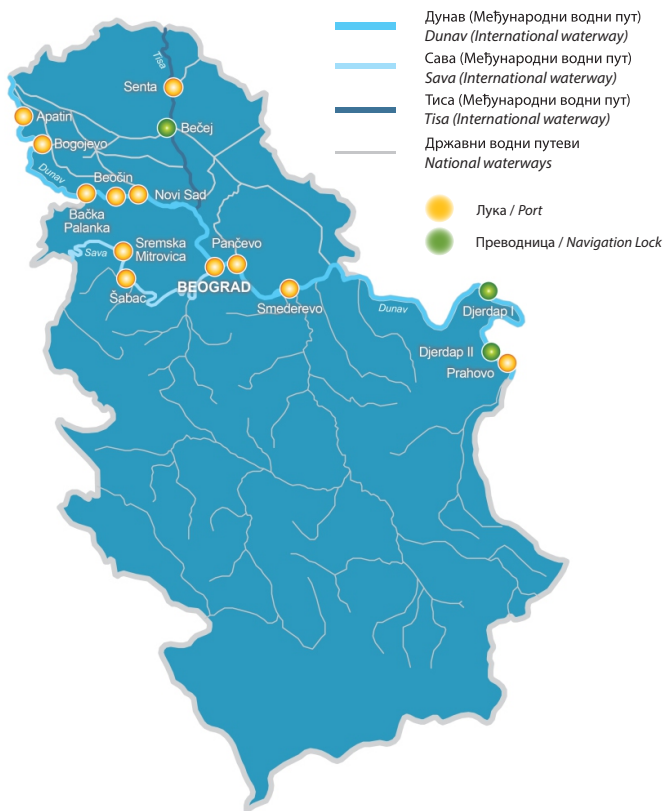 Дунав (Међународни водни пут)
Dunav (International waterway)
Сава (Међународни водни пут)
Sava (International waterway)
Тиса (Међународни водни пут)
Tisa (International waterway)
Државни водни путеви
National waterways
Лука / Port
Преводница / Navigation Lock
Tisa
Senta
Apatin
Bečej
Bogojevo
Dunav
Beočin
Novi Sad
Bačka
Palanka
Sremska
Mitrovica
Pančevo
Sava
BEOGRAD
Šabac
Smederevo
Dunav
Djerdap I
Djerdap II
Prahovo